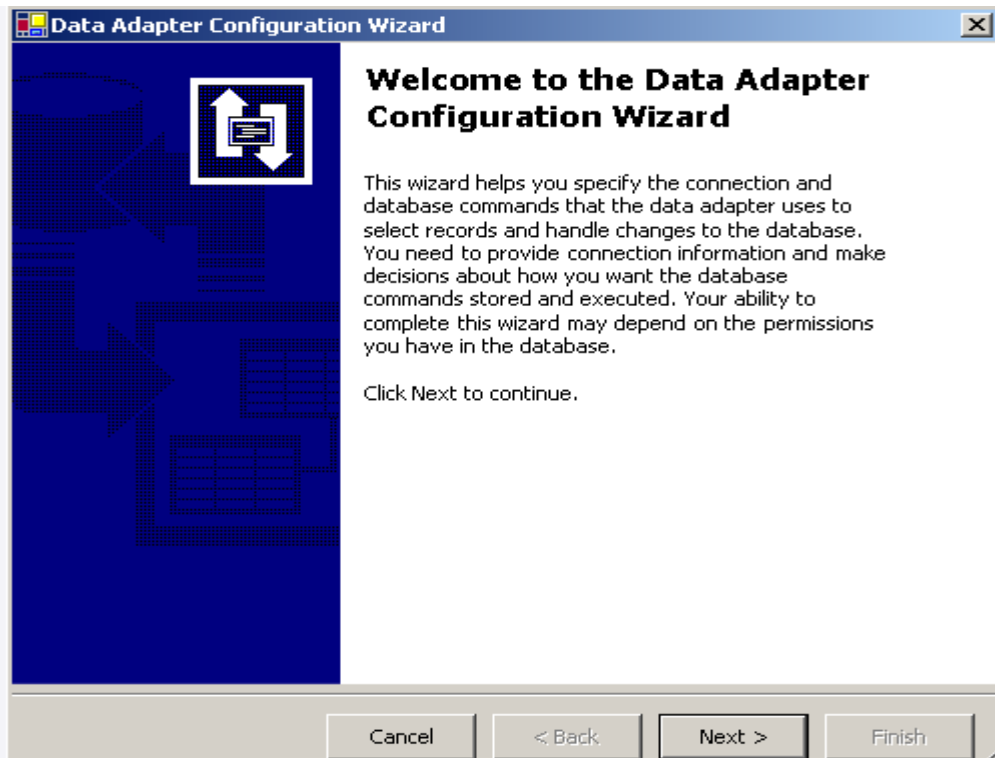 Data Adapter Configuration Wizard
Welcome to the Data Adapter
Configuration Wizard
This wizard helps you specify the connection and
database commands that the data adapter uses to
select records and handle changes to the database.
You need to provide connection information and make
decisions about how you want the database
commands stored and executed. Your ability to
complete this wizard may depend on the permissions
you have in the database.
Click Next to continue.
Cancel
< Back
Next >
Finish